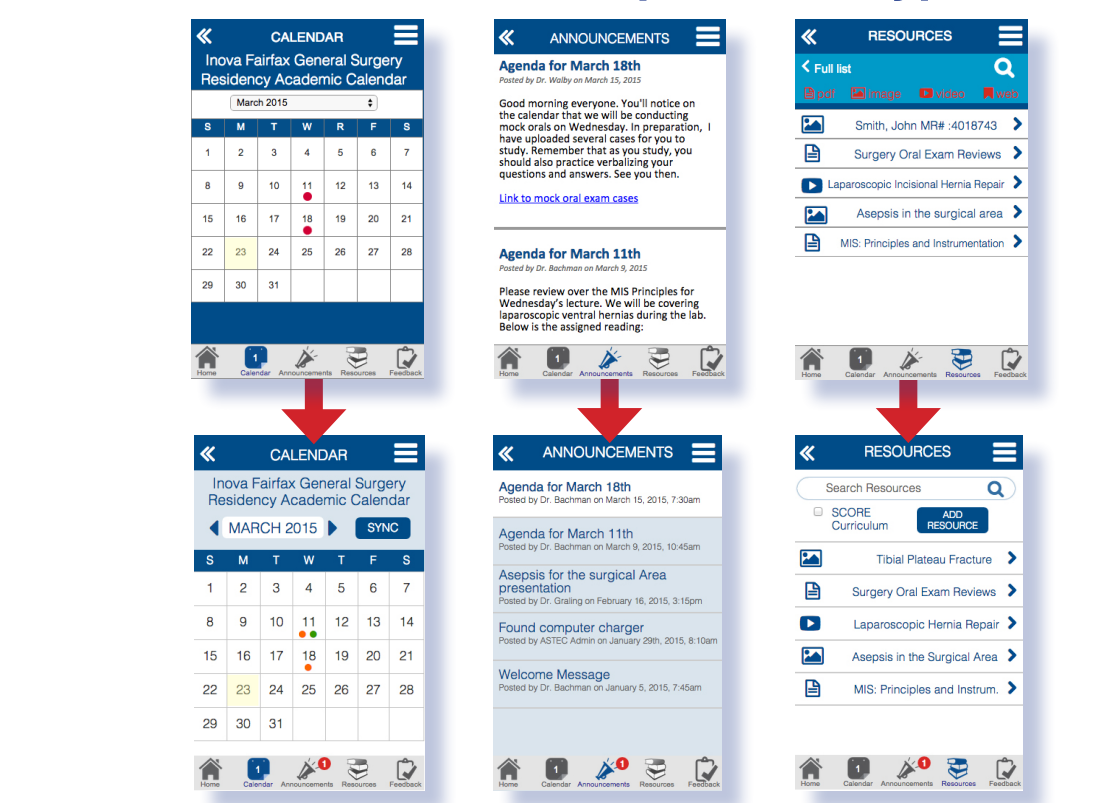 CALENDAR
Inova Fairfax General Surgery
Residency Academic Calendar
March 2015
S M T W R F S
1 2 3 4 5 6 7
8 9 10 11 12 13 14
15 16 17 18 19 20 21
22 23 24 25 26 27 28
29 30 31
1
Home Calendar Announcements Resources Feedback
ANNOUNCEMENTS
Agenda for March 18th
Posted by Dr. Walby on March 15, 2015
Good morning everyone. You'll notice on
the calendar that we will be conducting
mock orals on Wednesday. In preparation, I
have uploaded several cases for you to
study. Remember that as you study, you
should also practice verbalizing your
questions and answers. See you then.
Link to mock oral exam cases
Agenda for March 11th
Posted by Dr. Bachman on March 9, 2015
Please review over the MIS Principles for
Wednesday's lecture. We will be covering
laparoscopic ventral hernias during the lab.
Below is the assigned reading:
1
Home Calendar Announcements Resources Feedback
RESOURCES
Full list
pdf image video web
Smith, John MR# :4018743
Surgery Oral Exam Reviews
Laparoscopic Incisional Hernia Repair
Asepsis in the surgical area
MIS: Principles and Instrumentation
1
Home Calendar Announcements Resources Feedback
CALENDAR
Inova Fairfax General Surgery
Residency Academic Calendar
MARCH 2015 SYNC
S M T W T F S
1 2 3 4 5 6 7
8 9 10 11 12 13 14
15 16 17 18 19 20 21
22 23 24 25 26 27 28
29 30 31
1 1
Home Calendar Announcements Resources Feedback
ANNOUNCEMENTS
Agenda for March 18th
Posted by Dr. Bachman on March 15, 2015, 7:30am
Agenda for March 11th
Posted by Dr. Bachman on March 9, 2015, 10:45am
Asepsis for the surgical Area
presentation
Posted by Dr. Graling on February 16, 2015, 3:15pm
Found computer charger
Posted by ASTEC Admin on January 29th, 2015, 8:10am
Welcome Message
Posted by Dr. Bachman on January 5, 2015, 7:45am
1 1
Home Calendar Announcements Resources Feedback
RESOURCES
Search Resources
SCORE
Curriculum
ADD
RESOURCE
Tibial Plateau Fracture
Surgery Oral Exam Reviews
Laparoscopic Hernia Repair
Asepsis in the Surgical Area
MIS: Principles and Instrum.
1 1
Home Calendar Announcements Resources Feedback